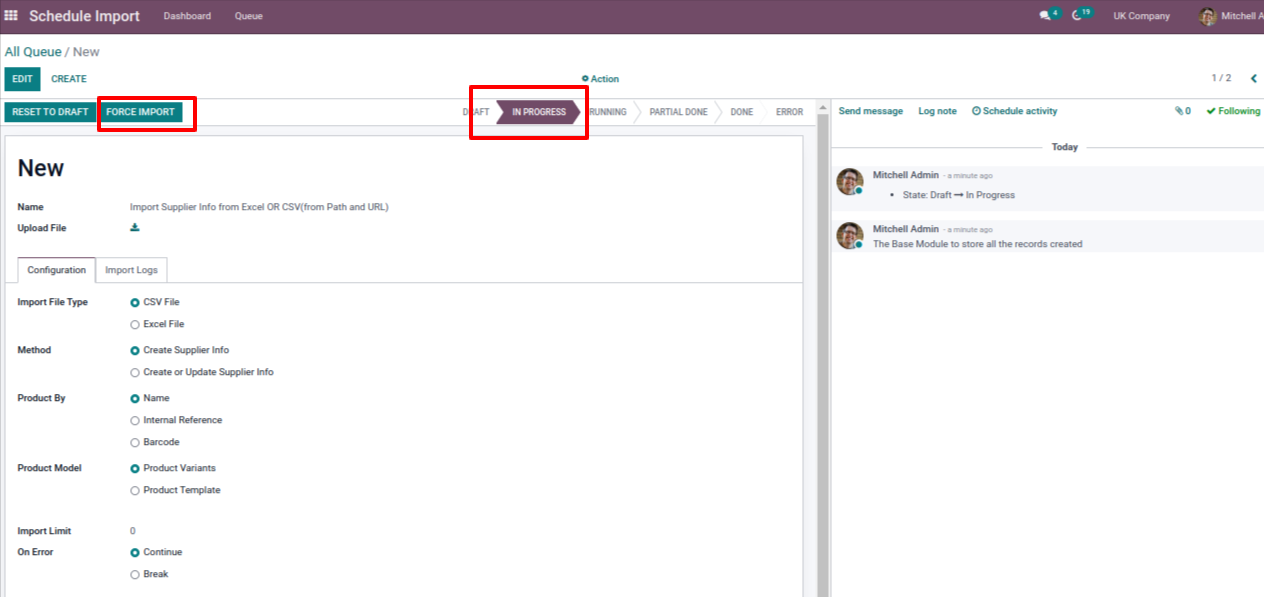 Schedule Import Dashboard Queue 4 19 UK Company Mitchell A
All Queue / New
EDIT CREATE Action 1 / 2
RESET TO DRAFT FORCE IMPORT DRAFT IN PROGRESS RUNNING PARTIAL DONE DONE ERROR Send message Log note Schedule activity 0 Following
Today
New
Mitchell Admin - a minute ago
• State: Draft → In Progress
Name Import Supplier Info from Excel OR CSV(from Path and URL)
Upload File
Mitchell Admin - a minute ago
The Base Module to store all the records created
Configuration Import Logs
Import File Type CSV File
Excel File
Method Create Supplier Info
Create or Update Supplier Info
Product By Name
Internal Reference
Barcode
Product Model Product Variants
Product Template
Import Limit 0
On Error Continue
Break